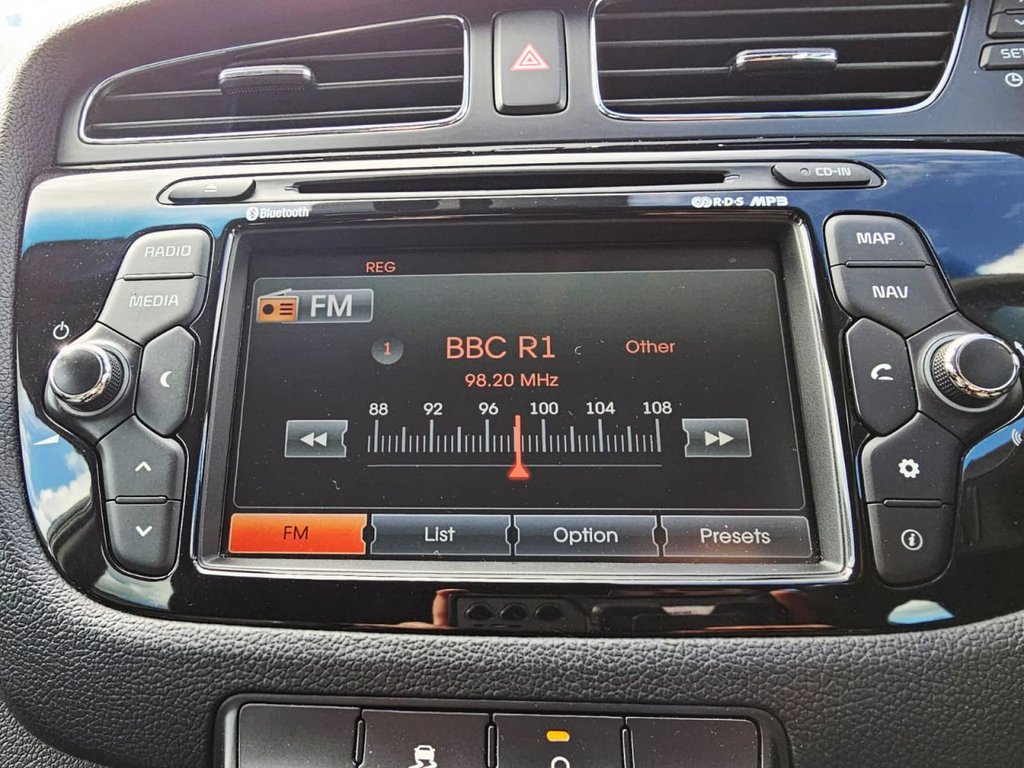 SET
CD-IN
Bluetooth
R·D·S MP3
RADIO
MEDIA
MAP
NAV
REG
FM
1 BBC R1 Other
98.20 MHz
88 92 96 100 104 108
FM List Option Presets